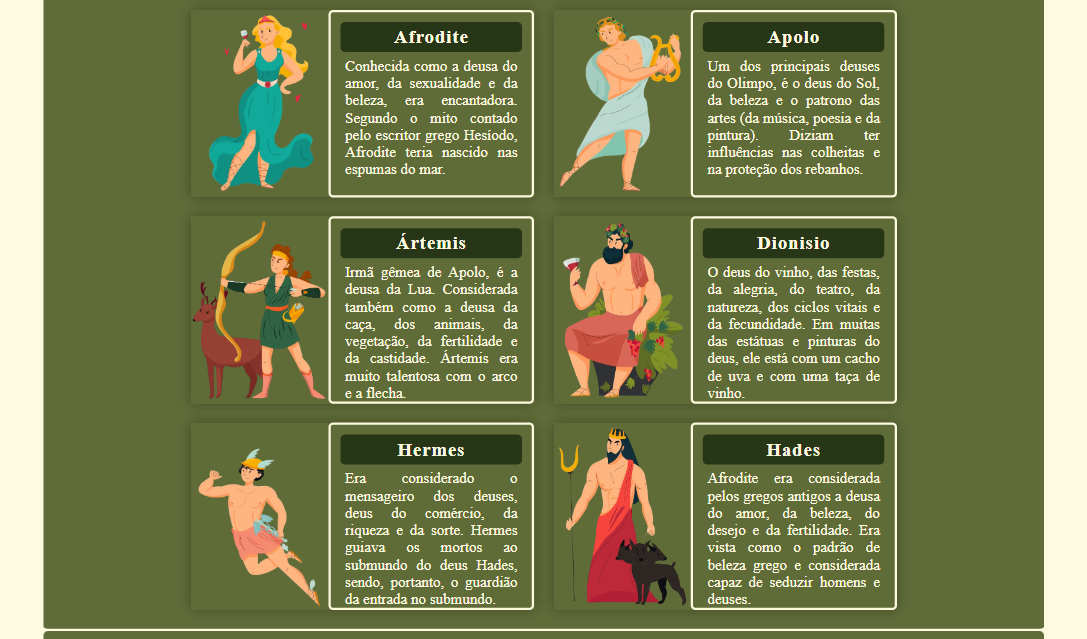 Afrodite
Conhecida como a deusa do
amor, da sexualidade e da
beleza, era encantadora.
Segundo o mito contado
pelo escritor grego Hesíodo,
Afrodite teria nascido nas
espumas do mar.
Apolo
Um dos principais deuses
do Olimpo, é o deus do Sol,
da beleza e o patrono das
artes (da música, poesia e da
pintura). Diziam ter
influências nas colheitas e
na proteção dos rebanhos.
Ártemis
Irmã gêmea de Apolo, é a
deusa da Lua. Considerada
também como a deusa da
caça, dos animais, da
vegetação, da fertilidade e
da castidade. Ártemis era
muito talentosa com o arco
e a flecha.
Dionisio
O deus do vinho, das festas,
da alegria, do teatro, da
natureza, dos ciclos vitais e
da fecundidade. Em muitas
das estátuas e pinturas do
deus, ele está com um cacho
de uva e com uma taça de
vinho.
Hermes
Era considerado o
mensageiro dos deuses,
deus do comércio, da
riqueza e da sorte. Hermes
guiava os mortos ao
submundo do deus Hades,
sendo, portanto, o guardião
da entrada no submundo.
Hades
Afrodite era considerada
pelos gregos antigos a deusa
do amor, da beleza, do
desejo e da fertilidade. Era
vista como o padrão de
beleza grego e considerada
capaz de seduzir homens e
deuses.